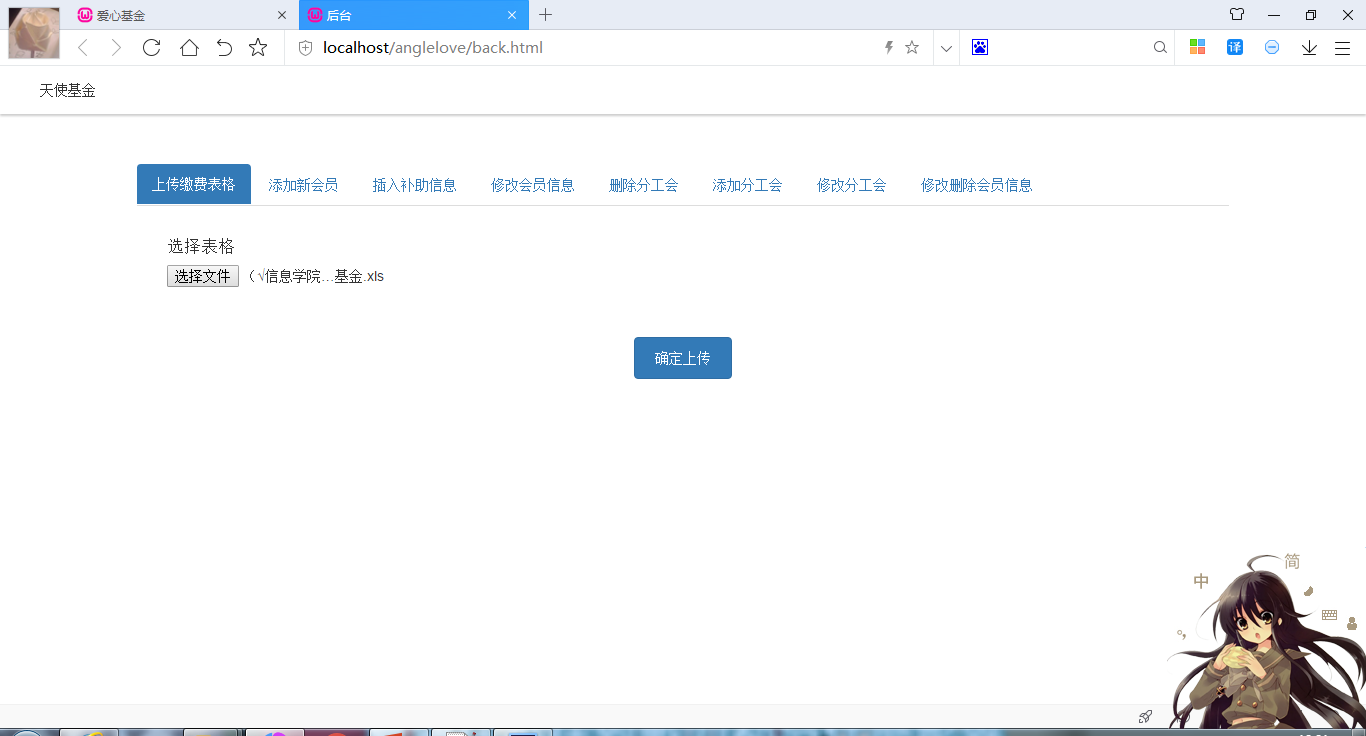 爱心基金
后台
localhost/anglelove/back.html
译
天使基金
上传缴费表格 添加新会员 插入补助信息 修改会员信息 删除分工会 添加分工会 修改分工会 修改删除会员信息
选择表格
选择文件 （√信息学院...基金.xls
确定上传
简
中